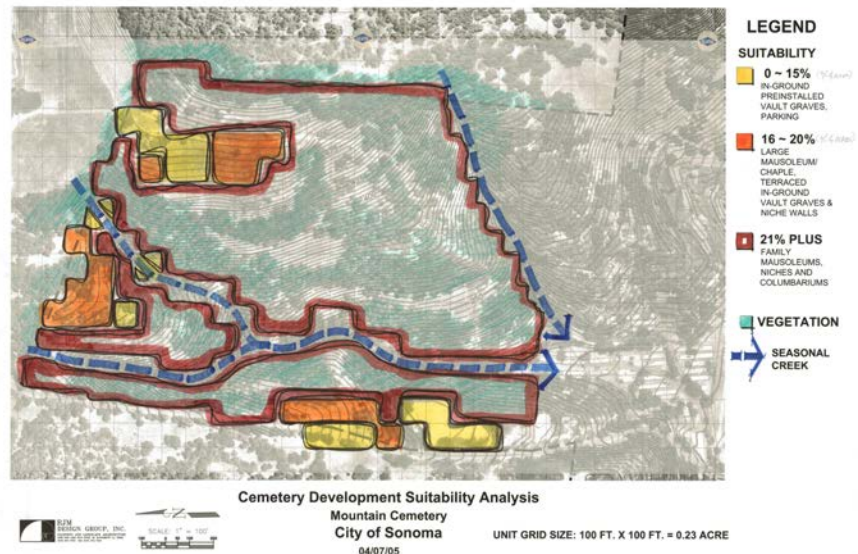 LEGEND
SUITABILITY
0 ~ 15%
IN-GROUND
PREINSTALLED
VAULT GRAVES,
PARKING
16 ~ 20%
LARGE
MAUSOLEUM/
CHAPLE,
TERRACED
IN-GROUND
VAULT GRAVES &
NICHE WALLS
21% PLUS
FAMILY
MAUSOLEUMS,
NICHES AND
COLUMBARIUMS
VEGETATION
SEASONAL
CREEK
Cemetery Development Suitability Analysis
Mountain Cemetery
City of Sonoma
04/07/05
UNIT GRID SIZE: 100 FT. X 100 FT. = 0.23 ACRE
RJM
DESIGN GROUP, INC.
SCALE: 1" = 100'